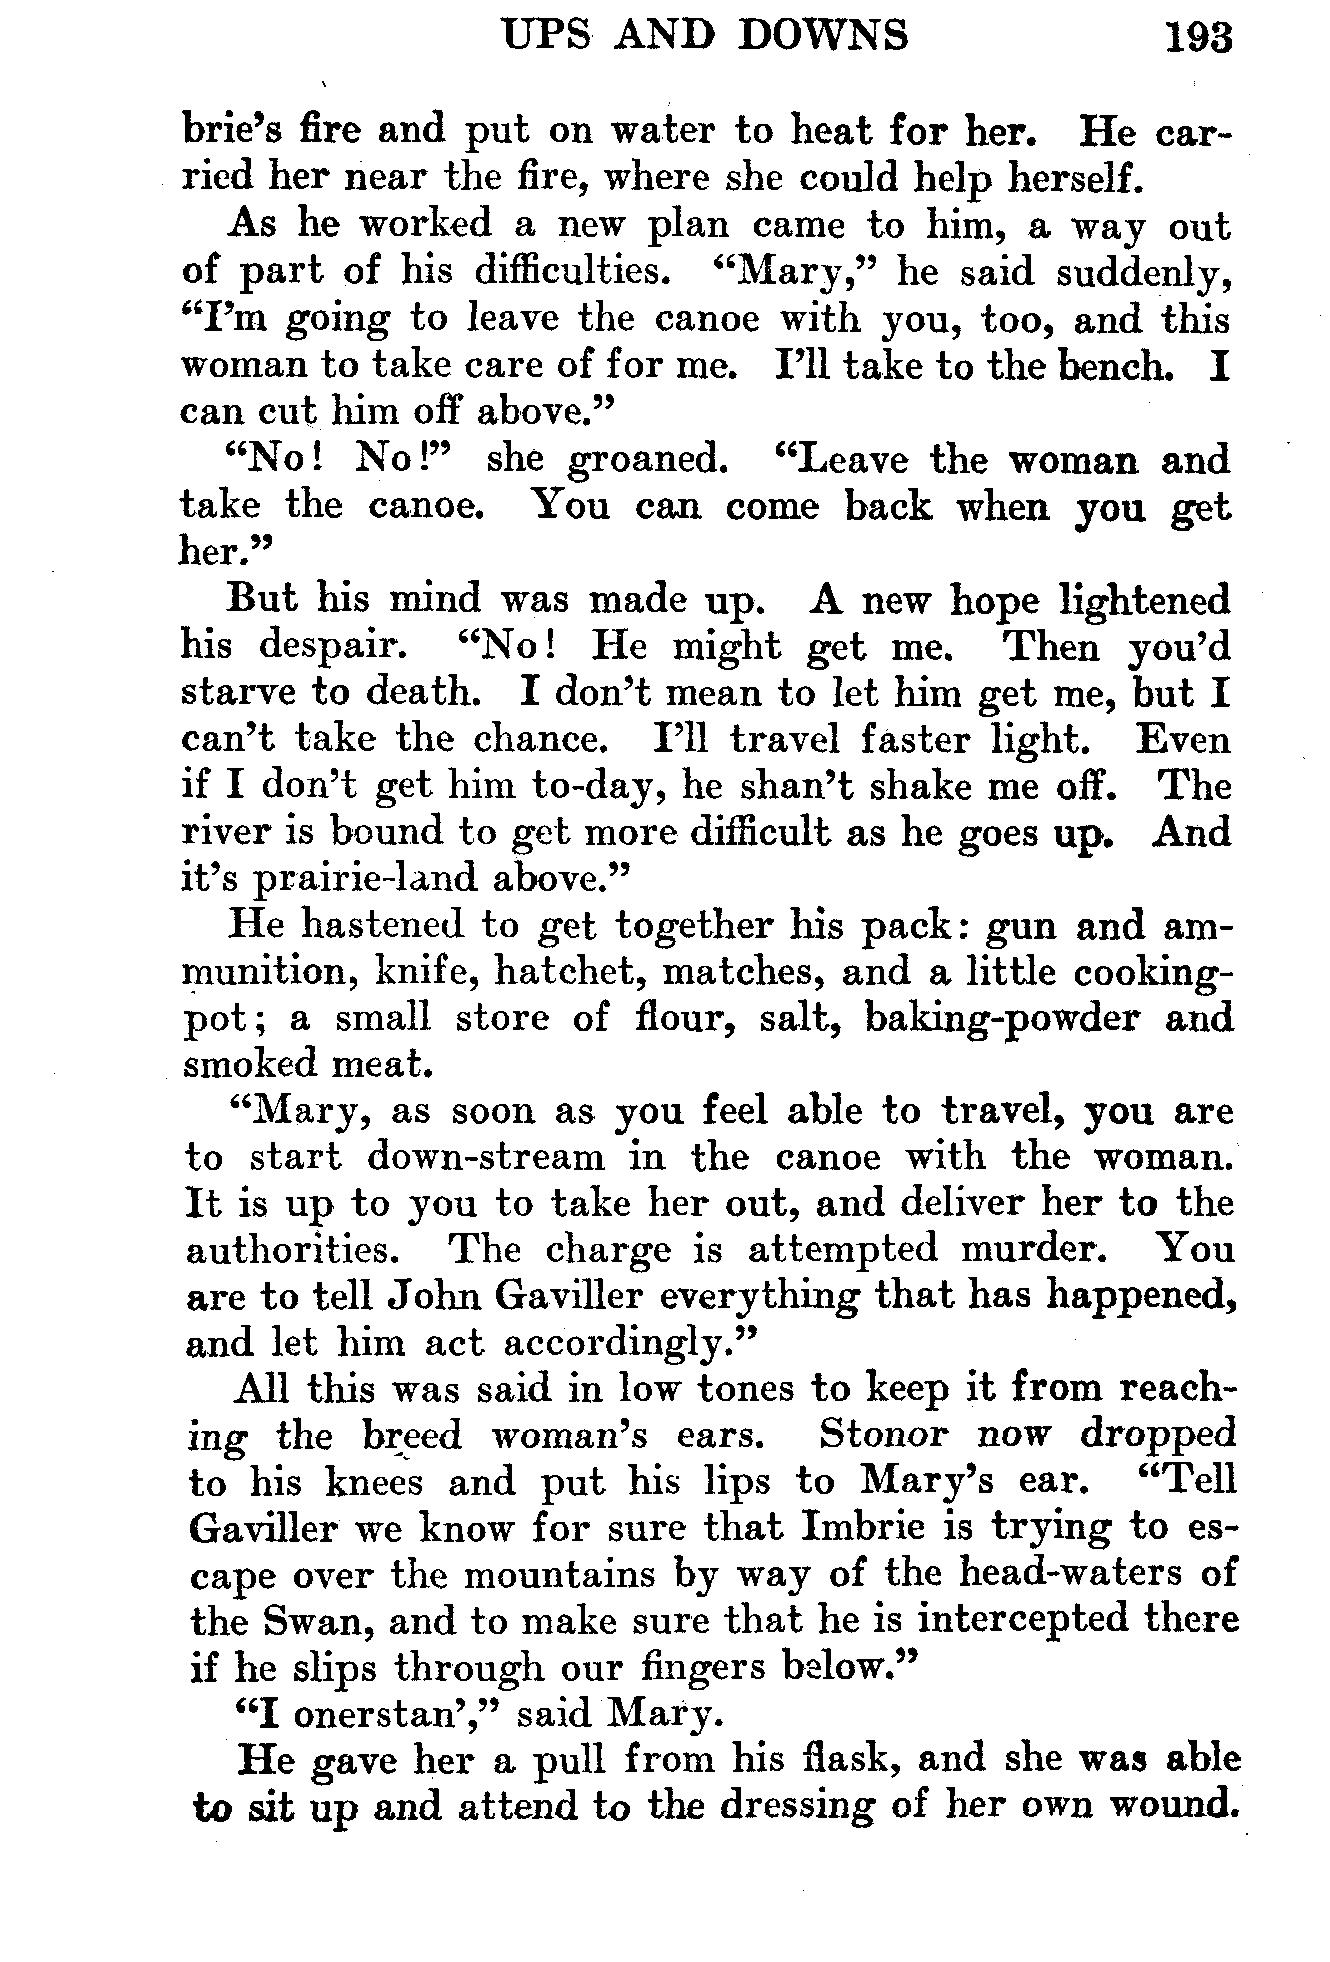 UPS AND DOWNS 193
brie's fire and put on water to heat for her. He car-
ried her near the fire, where she could help herself.
As he worked a new plan came to him, a way out
of part of his difficulties. "Mary," he said suddenly,
"I'm going to leave the canoe with you, too, and this
woman to take care of for me. I'll take to the bench. I
can cut him off above."
"No! No!" she groaned. "Leave the woman and
take the canoe. You can come back when you get
her."
But his mind was made up. A new hope lightened
his despair. "No! He might get me. Then you'd
starve to death. I don't mean to let him get me, but I
can't take the chance. I'll travel faster light. Even
if I don't get him to-day, he shan't shake me off. The
river is bound to get more difficult as he goes up. And
it's prairie-land above."
He hastened to get together his pack: gun and am-
munition, knife, hatchet, matches, and a little cooking-
pot; a small store of flour, salt, baking-powder and
smoked meat.
"Mary, as soon as you feel able to travel, you are
to start down-stream in the canoe with the woman.
It is up to you to take her out, and deliver her to the
authorities. The charge is attempted murder. You
are to tell John Gaviller everything that has happened,
and let him act accordingly."
All this was said in low tones to keep it from reach-
ing the breed woman's ears. Stonor now dropped
to his knees and put his lips to Mary's ear. "Tell
Gaviller we know for sure that Imbrie is trying to es-
cape over the mountains by way of the head-waters of
the Swan, and to make sure that he is intercepted there
if he slips through our fingers below."
"I onerstan'," said Mary.
He gave her a pull from his flask, and she was able
to sit up and attend to the dressing of her own wound.